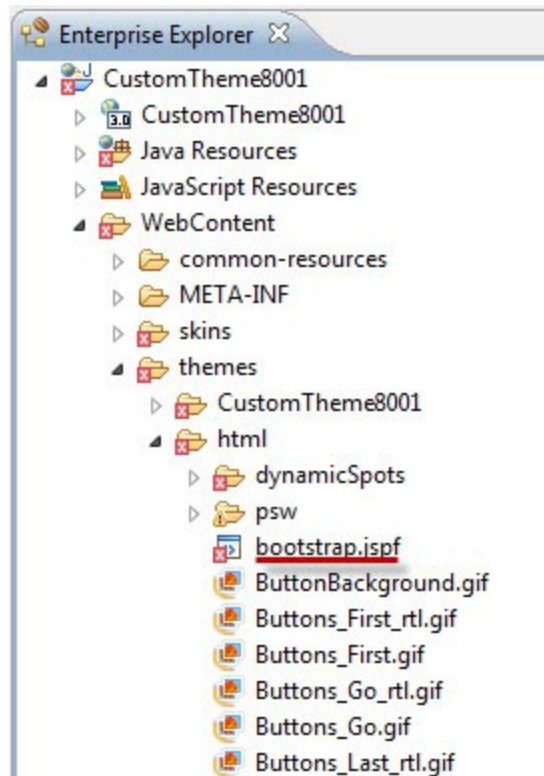 Enterprise Explorer
CustomTheme8001
3.0 CustomTheme8001
Java Resources
JavaScript Resources
WebContent
common-resources
META-INF
skins
themes
CustomTheme8001
html
dynamicSpots
psw
bootstrap.jspf
ButtonBackground.gif
Buttons_First_rtl.gif
Buttons_First.gif
Buttons_Go_rtl.gif
Buttons_Go.gif
Buttons_Last_rtl.gif